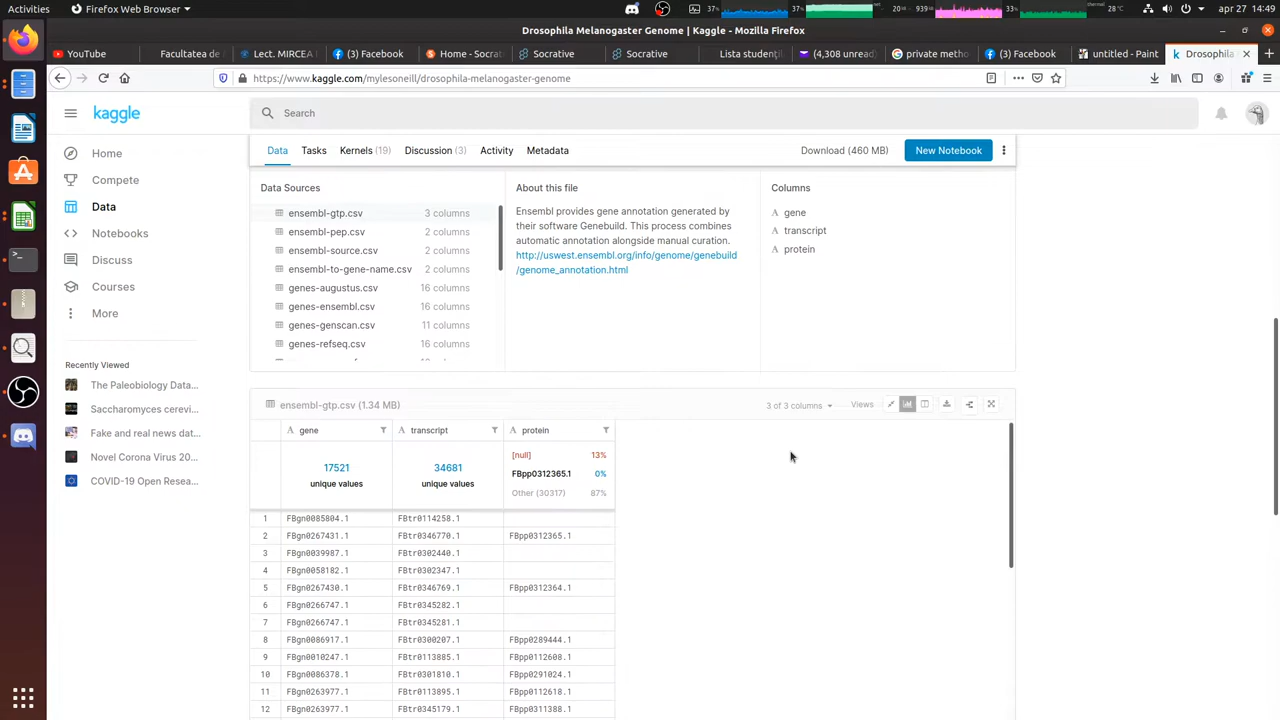 Activities
Firefox Web Browser
37%
37%
20
33%
28°C
apr 27 14:49
Drosophila Melanogaster Genome | Kaggle - Mozilla Firefox
YouTube
Facultatea de
Lect. MIRCEA
(3) Facebook
Home - Socra
Socrative
Socrative
Lista studenț
(4,308 unread)
private meth
(3) Facebook
untitled - Paint
Drosophila
https://www.kaggle.com/mylesoneill/drosophila-melanogaster-genome
kaggle
Search
Home
Compete
Data
Notebooks
Discuss
Courses
More
Recently Viewed
The Paleobiology Data...
Saccharomyces cerevi...
Fake and real news dat...
Novel Corona Virus 20...
COVID-19 Open Resea...
Data Tasks Kernels (19) Discussion (3) Activity Metadata
Download (460 MB)
New Notebook
Data Sources
ensembl-gtp.csv 3 columns
ensembl-pep.csv 2 columns
ensembl-source.csv 2 columns
ensembl-to-gene-name.csv 2 columns
genes-augustus.csv 16 columns
genes-ensembl.csv 16 columns
genes-genscan.csv 11 columns
genes-refseq.csv 16 columns
About this file
Ensembl provides gene annotation generated by
their software Genebuild. This process combines
automatic annotation alongside manual curation.
http://uswest.ensembl.org/info/genome/genebuild
/genome_annotation.html
Columns
A gene
A transcript
A protein
ensembl-gtp.csv (1.34 MB)
3 of 3 columns
Views
A gene A transcript A protein
17521
unique values
34681
unique values
[null] 13%
FBpp0312365.1 0%
Other (30317) 87%
1 FBgn0085804.1 FBtr0114258.1
2 FBgn0267431.1 FBtr0346770.1 FBpp0312365.1
3 FBgn0039987.1 FBtr0302440.1
4 FBgn0058182.1 FBtr0302347.1
5 FBgn0267430.1 FBtr0346769.1 FBpp0312364.1
6 FBgn0266747.1 FBtr0345282.1
7 FBgn0266747.1 FBtr0345281.1
8 FBgn0086917.1 FBtr0300207.1 FBpp0289444.1
9 FBgn0010247.1 FBtr0113885.1 FBpp0112608.1
10 FBgn0086378.1 FBtr0301810.1 FBpp0291024.1
11 FBgn0263977.1 FBtr0113895.1 FBpp0112618.1
12 FBgn0263977.1 FBtr0345179.1 FBpp0311388.1